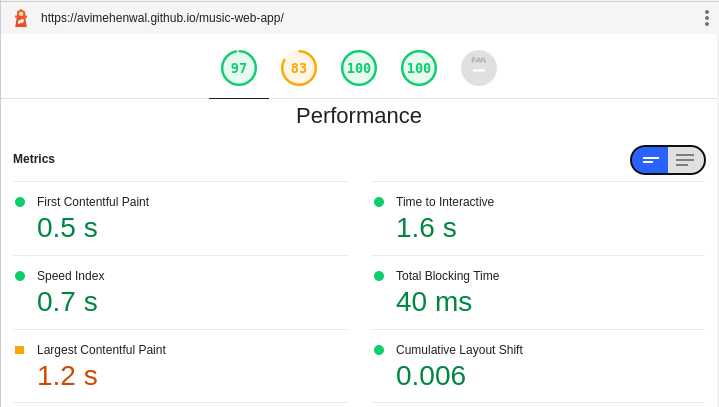 https://avimehenwal.github.io/music-web-app/
97 83 100 100 PWA
Performance
Metrics
First Contentful Paint
0.5 s
Time to Interactive
1.6 s
Speed Index
0.7 s
Total Blocking Time
40 ms
Largest Contentful Paint
1.2 s
Cumulative Layout Shift
0.006